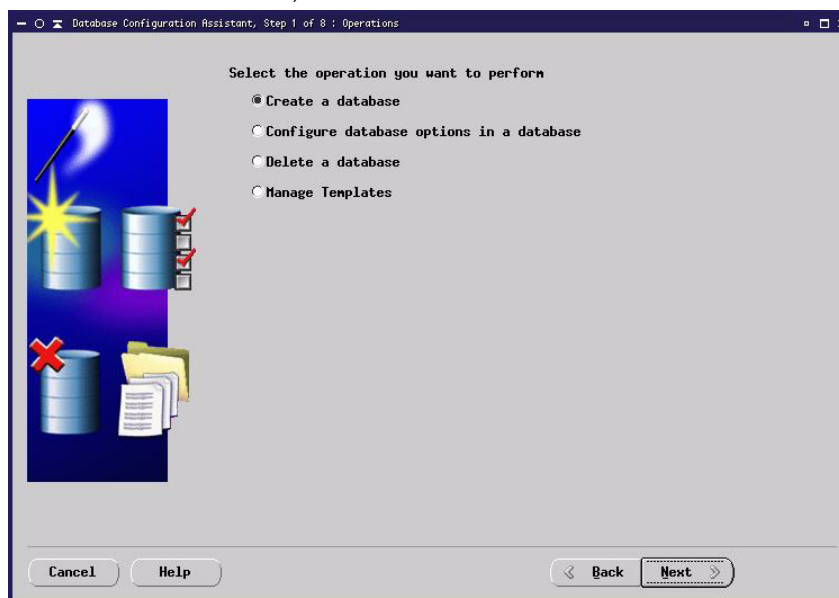 Database Configuration Assistant, Step 1 of 8 : Operations
Select the operation you want to perform
Create a database
Configure database options in a database
Delete a database
Manage Templates
Cancel
Help
Back
Next